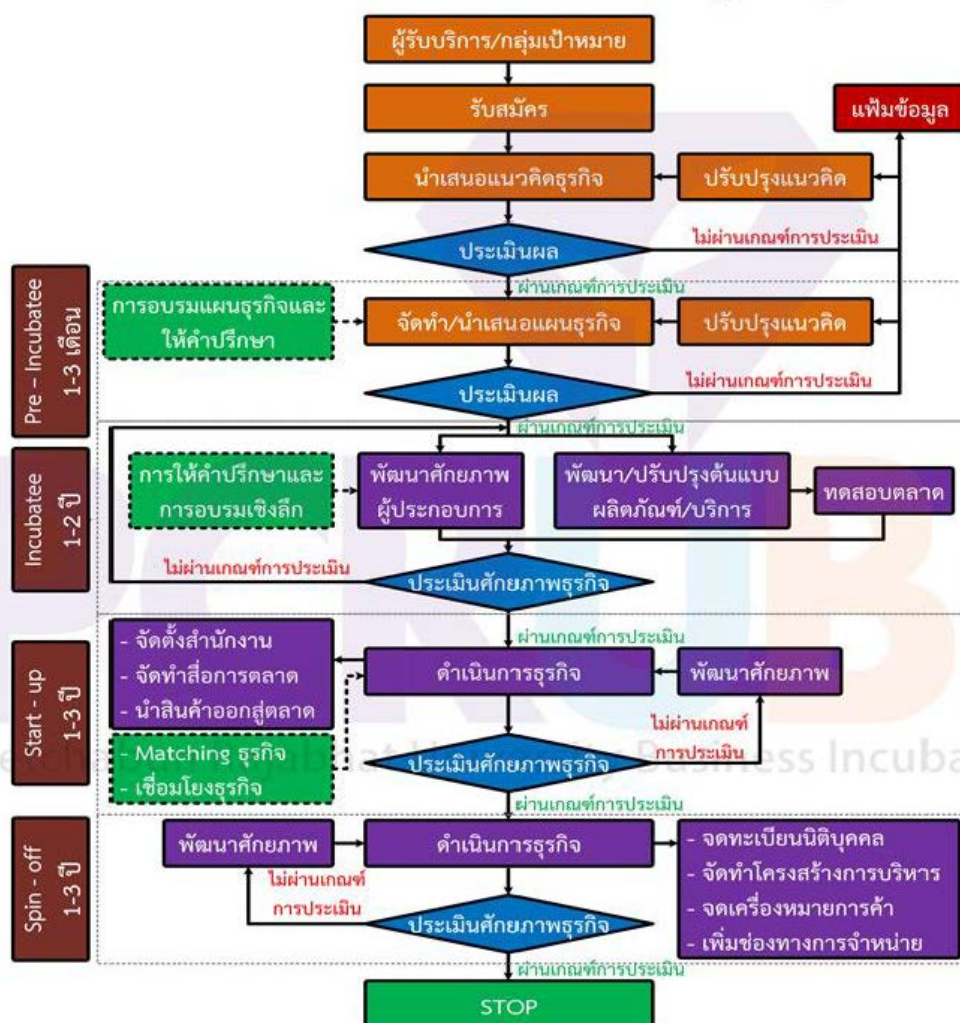 ผู้รับบริการ/กลุ่มเป้าหมาย
รับสมัคร
แฟ้มข้อมูล
นำเสนอแนวคิดธุรกิจ
ปรับปรุงแนวคิด
ไม่ผ่านเกณฑ์การประเมิน
ประเมินผล
ผ่านเกณฑ์การประเมิน
Pre – Incubatee
1-3 เดือน
การอบรมแผนธุรกิจและ
ให้คำปรึกษา
จัดทำ/นำเสนอแผนธุรกิจ
ปรับปรุงแนวคิด
ไม่ผ่านเกณฑ์การประเมิน
ประเมินผล
ผ่านเกณฑ์การประเมิน
Incubatee
1-2 ปี
การให้คำปรึกษาและ
การอบรมเชิงลึก
พัฒนาศักยภาพ
ผู้ประกอบการ
พัฒนา/ปรับปรุงต้นแบบ
ผลิตภัณฑ์/บริการ
ทดสอบตลาด
ไม่ผ่านเกณฑ์การประเมิน
ประเมินศักยภาพธุรกิจ
ผ่านเกณฑ์การประเมิน
Start - up
1-3 ปี
- จัดตั้งสำนักงาน
- จัดทำสื่อการตลาด
- นำสินค้าออกสู่ตลาด
ดำเนินการธุรกิจ
พัฒนาศักยภาพ
ไม่ผ่านเกณฑ์
การประเมิน
- Matching ธุรกิจ
- เชื่อมโยงธุรกิจ
ประเมินศักยภาพธุรกิจ
ผ่านเกณฑ์การประเมิน
Spin - off
1-3 ปี
พัฒนาศักยภาพ
ดำเนินการธุรกิจ
- จดทะเบียนนิติบุคคล
- จัดทำโครงสร้างการบริหาร
- จดเครื่องหมายการค้า
- เพิ่มช่องทางการจำหน่าย
ไม่ผ่านเกณฑ์
การประเมิน
ประเมินศักยภาพธุรกิจ
ผ่านเกณฑ์การประเมิน
STOP